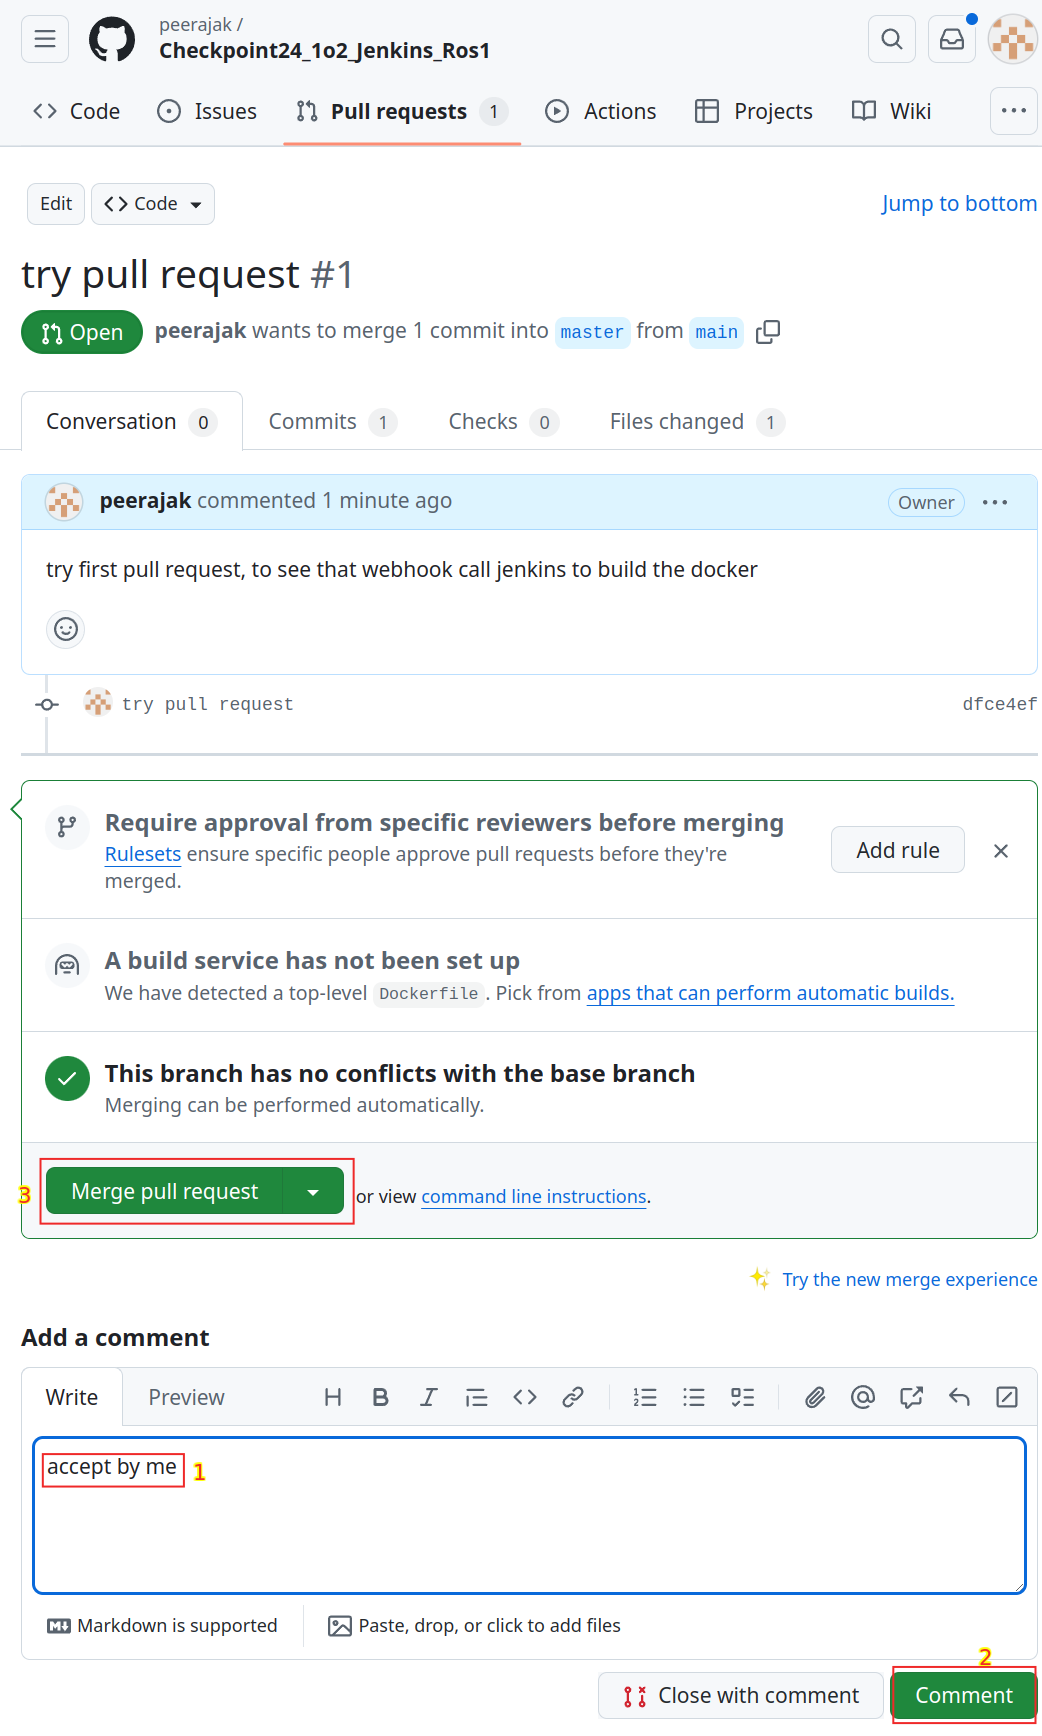 peerajak /
Checkpoint24_1o2_Jenkins_Ros1
Code Issues Pull requests 1 Actions Projects Wiki
Edit Code Jump to bottom
try pull request #1
Open peerajak wants to merge 1 commit into master from main
Conversation 0 Commits 1 Checks 0 Files changed 1
peerajak commented 1 minute ago Owner
try first pull request, to see that webhook call jenkins to build the docker
try pull request dfce4ef
Require approval from specific reviewers before merging
Rulesets ensure specific people approve pull requests before they're
merged.
Add rule
A build service has not been set up
We have detected a top-level Dockerfile. Pick from apps that can perform automatic builds.
This branch has no conflicts with the base branch
Merging can be performed automatically.
3 Merge pull request or view command line instructions.
Try the new merge experience
Add a comment
Write Preview
accept by me 1
Markdown is supported Paste, drop, or click to add files
2
Close with comment Comment